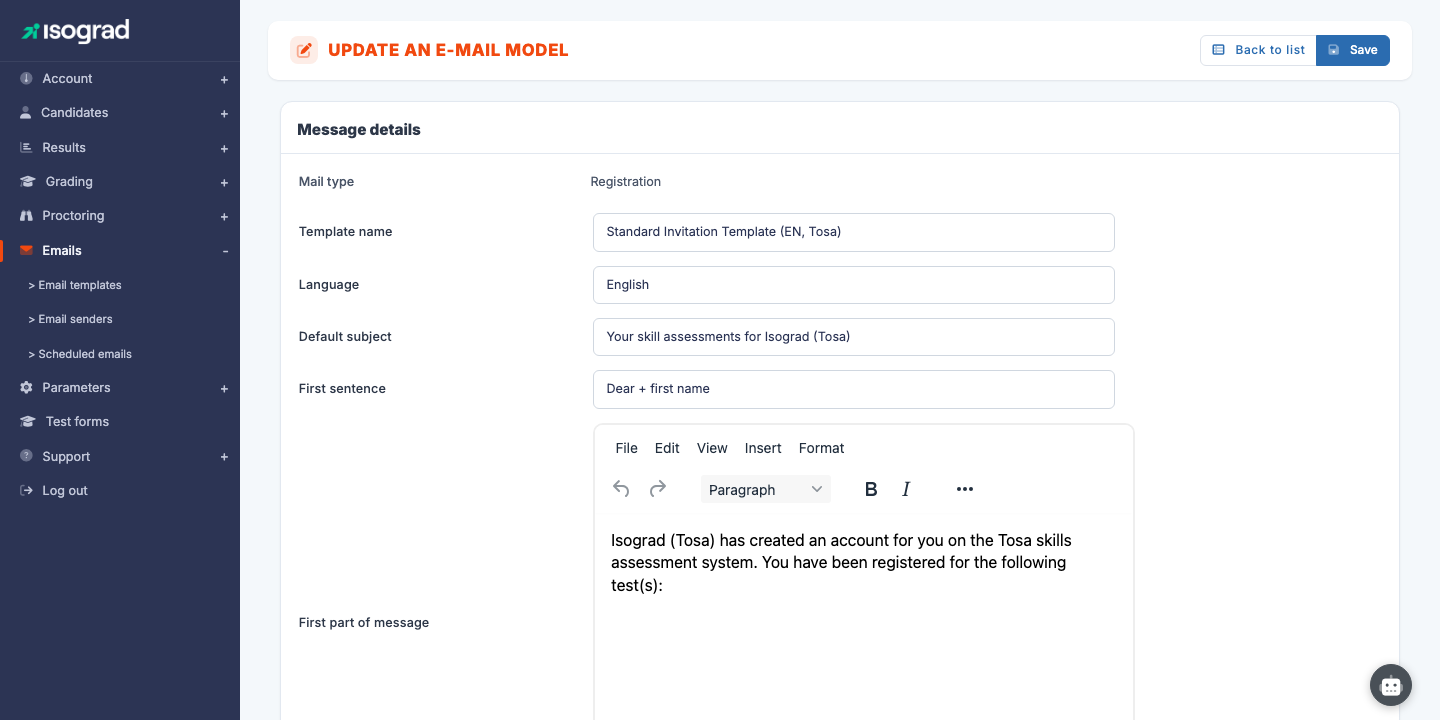 isograd
Account +
Candidates +
Results +
Grading +
Proctoring +
Emails -
> Email templates
> Email senders
> Scheduled emails
Parameters +
Test forms
Support +
Log out
UPDATE AN E-MAIL MODEL
Back to list
Save
Message details
Mail type Registration
Template name Standard Invitation Template (EN, Tosa)
Language English
Default subject Your skill assessments for Isograd (Tosa)
First sentence Dear + first name
File Edit View Insert Format
Paragraph B I
Isograd (Tosa) has created an account for you on the Tosa skills
assessment system. You have been registered for the following
test(s):
First part of message